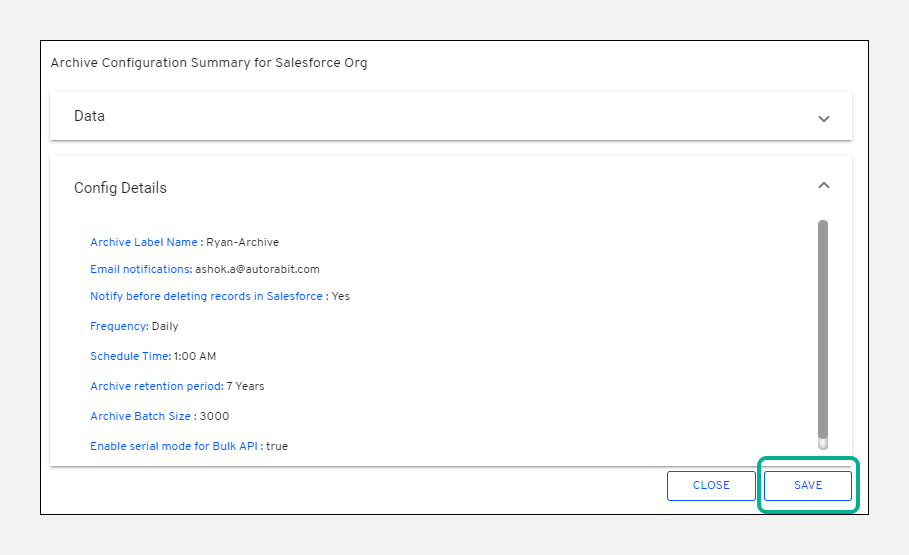 Archive Configuration Summary for Salesforce Org
Data
Config Details
Archive Label Name : Ryan-Archive
Email notifications: ashok.a@autorabit.com
Notify before deleting records in Salesforce : Yes
Frequency: Daily
Schedule Time: 1:00 AM
Archive retention period: 7 Years
Archive Batch Size : 3000
Enable serial mode for Bulk API : true
CLOSE SAVE